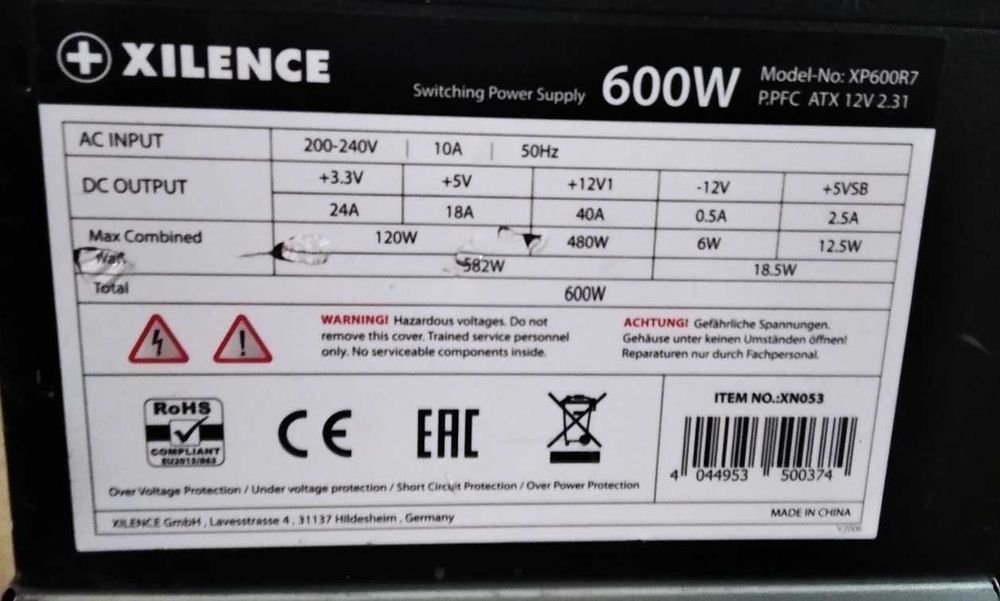 XILENCE
Switching Power Supply 600W
Model-No: XP600R7
P.PFC ATX 12V 2.31
AC INPUT 200-240V | 10A | 50Hz
DC OUTPUT +3.3V +5V +12V1 -12V +5VSB
24A 18A 40A 0.5A 2.5A
Max Combined 120W 480W 6W 12.5W
Watt 582W 18.5W
Total 600W
WARNING! Hazardous voltages. Do not
remove this cover. Trained service personnel
only. No serviceable components inside.
ACHTUNG! Gefährliche Spannungen.
Gehäuse unter keinen Umständen öffnen!
Reparaturen nur durch Fachpersonal.
RoHS
COMPLIANT
EU2015/863
CE
EAC
ITEM NO.:XN053
4 044953 500374
Over Voltage Protection / Under voltage protection / Short Circuit Protection / Over Power Protection
XILENCE GmbH , Lavesstrasse 4 , 31137 Hildesheim , Germany
MADE IN CHINA
V2006